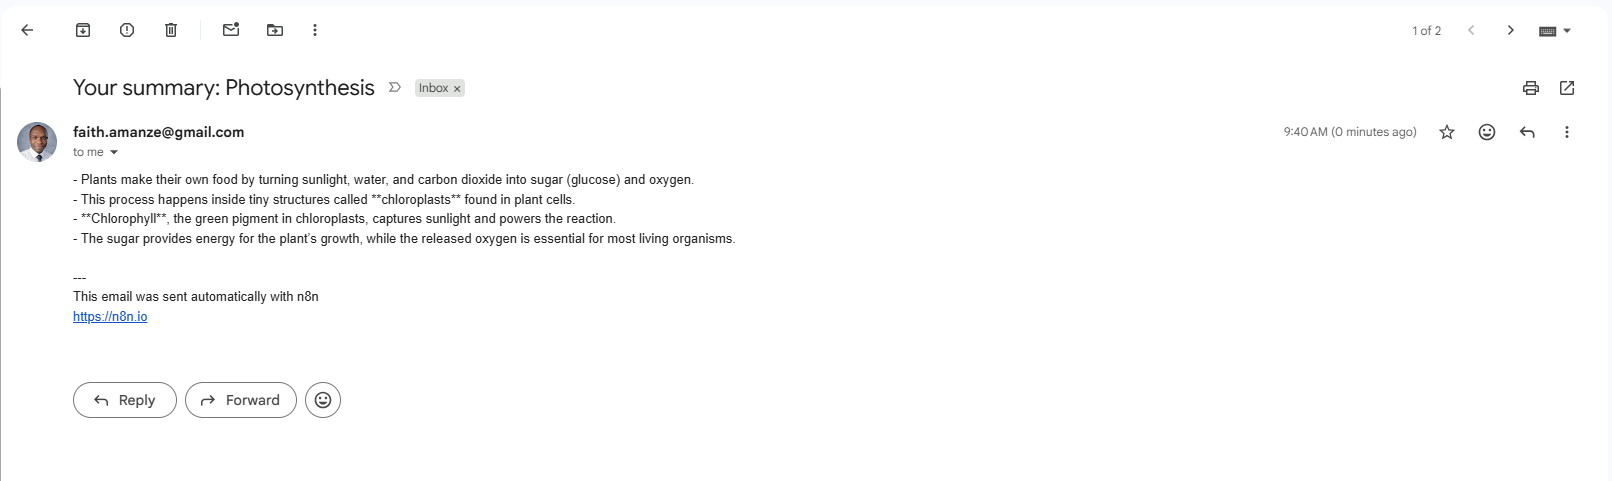 1 of 2
Your summary: Photosynthesis
Inbox ×
faith.amanze@gmail.com
9:40 AM (0 minutes ago)
to me
- Plants make their own food by turning sunlight, water, and carbon dioxide into sugar (glucose) and oxygen.
- This process happens inside tiny structures called **chloroplasts** found in plant cells.
- **Chlorophyll**, the green pigment in chloroplasts, captures sunlight and powers the reaction.
- The sugar provides energy for the plant’s growth, while the released oxygen is essential for most living organisms.
---
This email was sent automatically with n8n
https://n8n.io
Reply
Forward